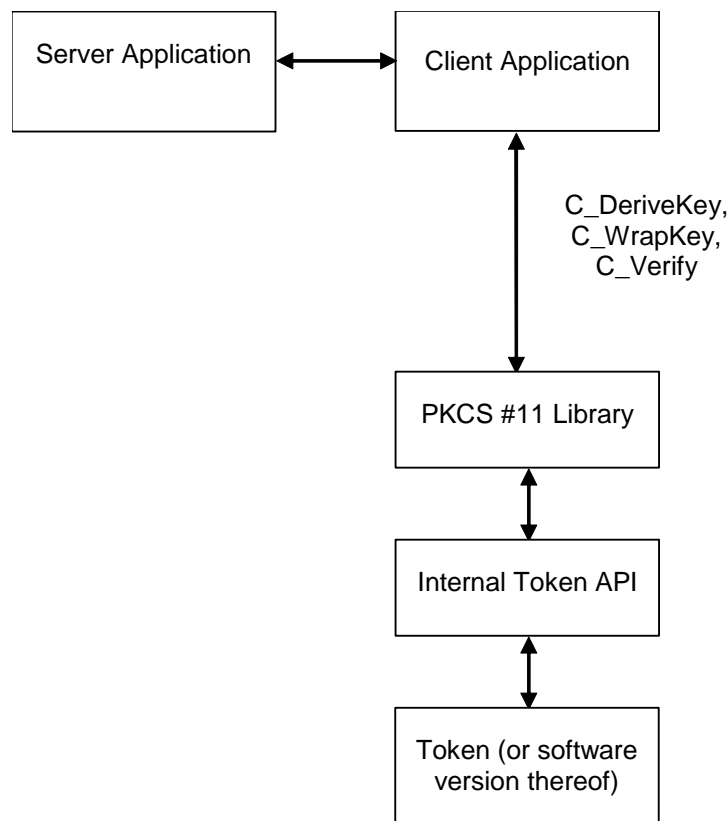 Server Application
Client Application
C_DeriveKey,
C_WrapKey,
C_Verify
PKCS #11 Library
Internal Token API
Token (or software
version thereof)